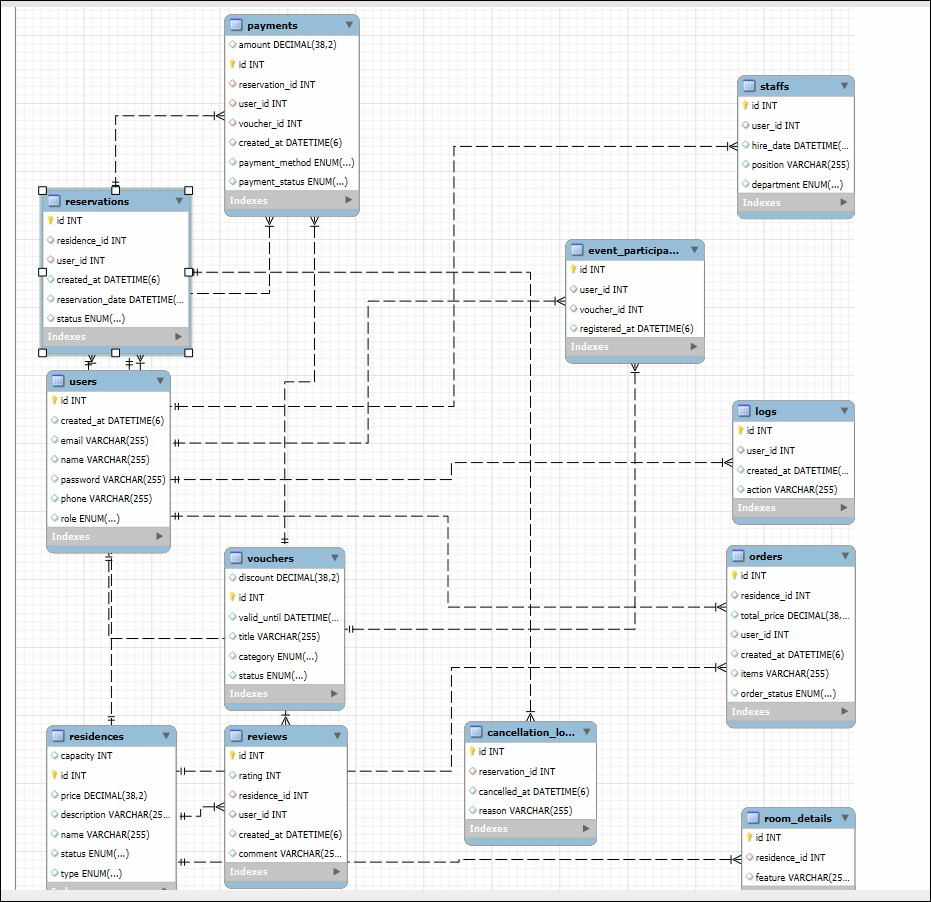 payments
amount DECIMAL(38,2)
id INT
reservation_id INT
user_id INT
voucher_id INT
created_at DATETIME(6)
payment_method ENUM(...)
payment_status ENUM(...)
Indexes
staffs
id INT
user_id INT
hire_date DATETIME(...
position VARCHAR(255)
department ENUM(...)
Indexes
reservations
id INT
residence_id INT
user_id INT
created_at DATETIME(6)
reservation_date DATETIME(...
status ENUM(...)
Indexes
event_participa...
id INT
user_id INT
voucher_id INT
registered_at DATETIME(6)
Indexes
users
id INT
created_at DATETIME(6)
email VARCHAR(255)
name VARCHAR(255)
password VARCHAR(255)
phone VARCHAR(255)
role ENUM(...)
Indexes
logs
id INT
user_id INT
created_at DATETIME(...
action VARCHAR(255)
Indexes
vouchers
discount DECIMAL(38,2)
id INT
valid_until DATETIME(...
title VARCHAR(255)
category ENUM(...)
status ENUM(...)
Indexes
orders
id INT
residence_id INT
total_price DECIMAL(38,...
user_id INT
created_at DATETIME(6)
items VARCHAR(255)
order_status ENUM(...)
Indexes
residences
capacity INT
id INT
price DECIMAL(38,2)
description VARCHAR(25...
name VARCHAR(255)
status ENUM(...)
type ENUM(...)
reviews
id INT
rating INT
residence_id INT
user_id INT
created_at DATETIME(6)
comment VARCHAR(25...
Indexes
cancellation_lo...
id INT
reservation_id INT
cancelled_at DATETIME(6)
reason VARCHAR(255)
Indexes
room_details
id INT
residence_id INT
feature VARCHAR(25...